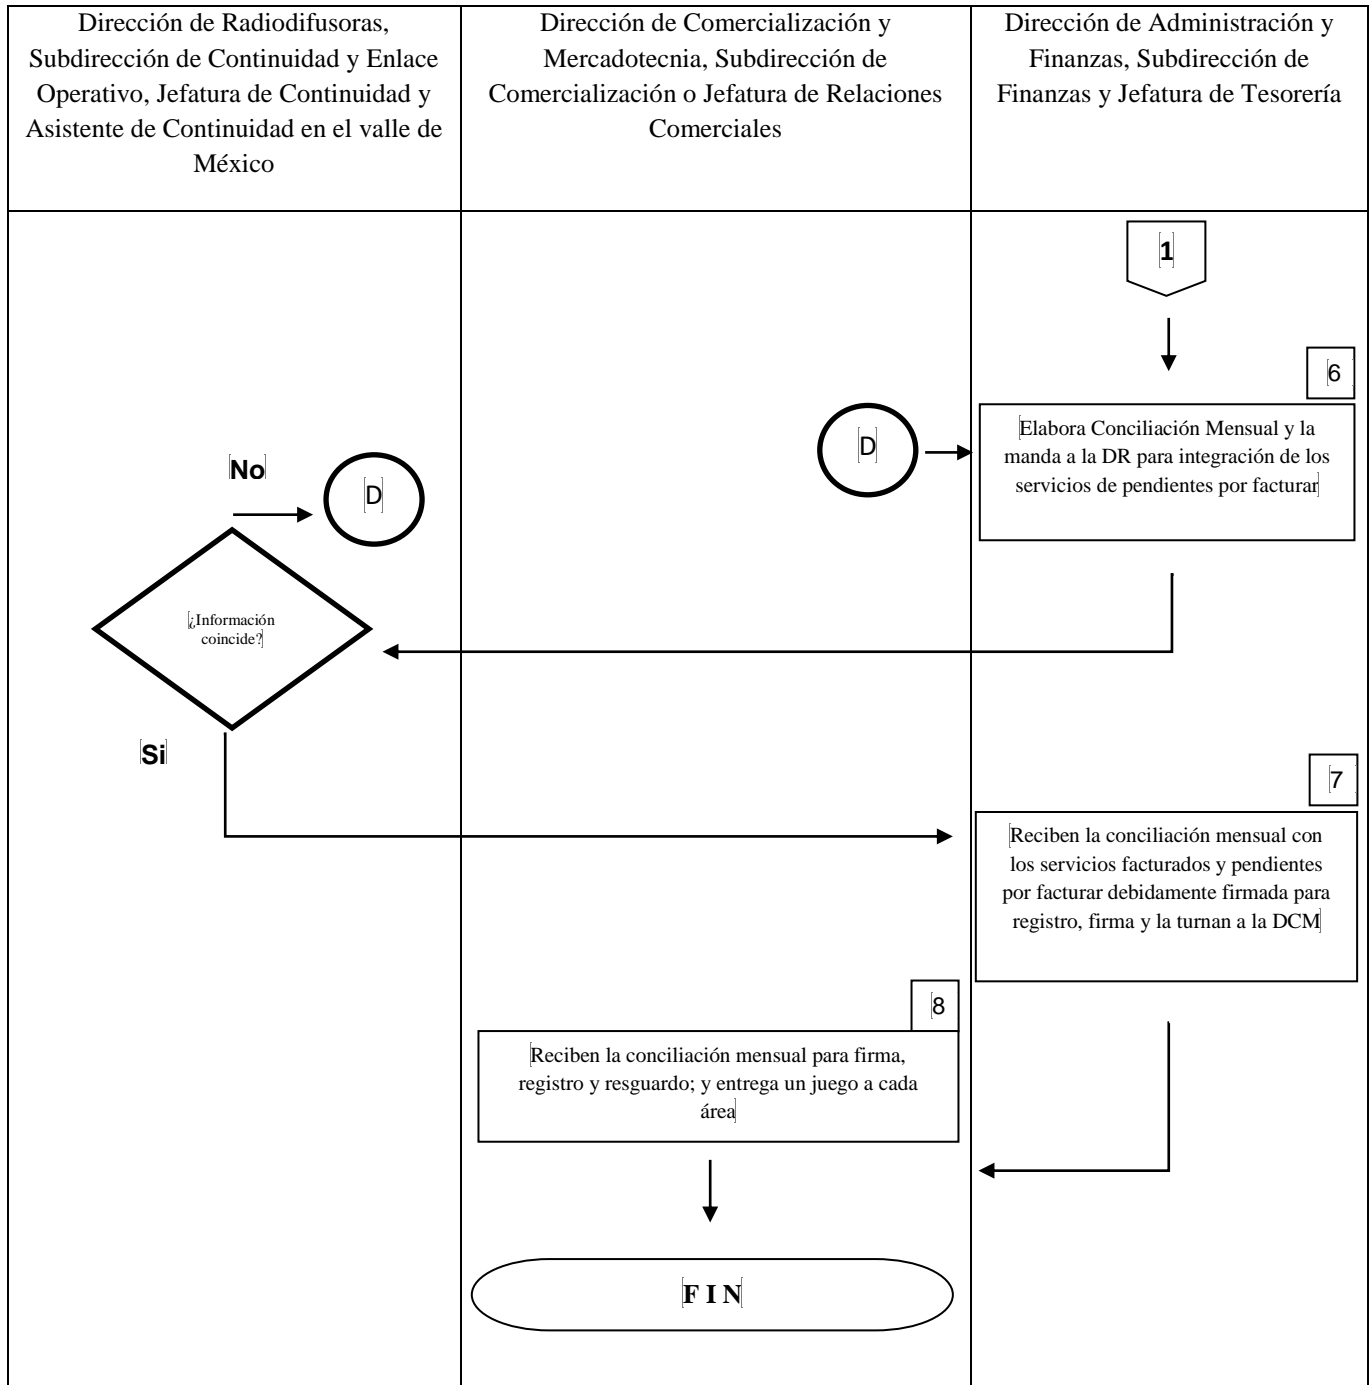 Dirección de Radiodifusoras,
Subdirección de Continuidad y Enlace
Operativo, Jefatura de Continuidad y
Asistente de Continuidad en el valle de
México
Dirección de Comercialización y
Mercadotecnia, Subdirección de
Comercialización o Jefatura de Relaciones
Comerciales
Dirección de Administración y
Finanzas, Subdirección de
Finanzas y Jefatura de Tesorería
1
6
Elabora Conciliación Mensual y la
manda a la DR para integración de los
servicios de pendientes por facturar
D
No
D
¿Información
coincide?
Si
7
Reciben la conciliación mensual con
los servicios facturados y pendientes
por facturar debidamente firmada para
registro, firma y la turnan a la DCM
8
Reciben la conciliación mensual para firma,
registro y resguardo; y entrega un juego a cada
área
F I N